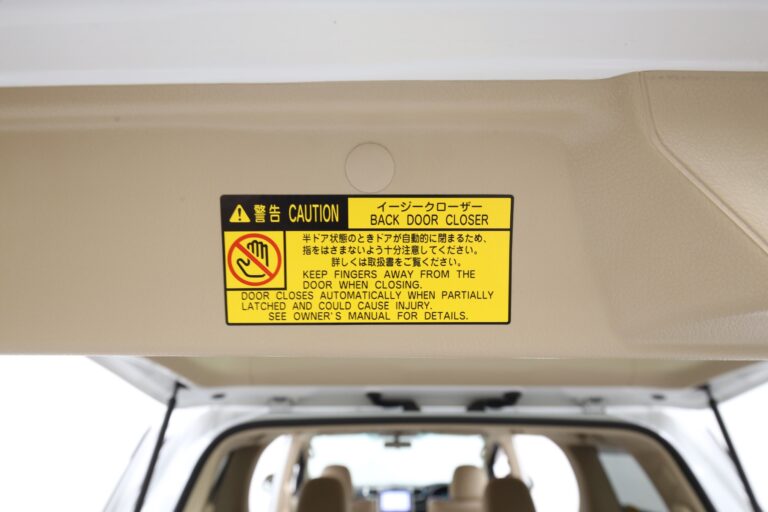 警告 CAUTION
イージークローザー
BACK DOOR CLOSER
半ドア状態のときドアが自動的に閉まるため、
指をはさまないよう十分注意してください。
詳しくは取扱書をご覧ください。
KEEP FINGERS AWAY FROM THE
DOOR WHEN CLOSING.
DOOR CLOSES AUTOMATICALLY WHEN PARTIALLY
LATCHED AND COULD CAUSE INJURY.
SEE OWNER'S MANUAL FOR DETAILS.